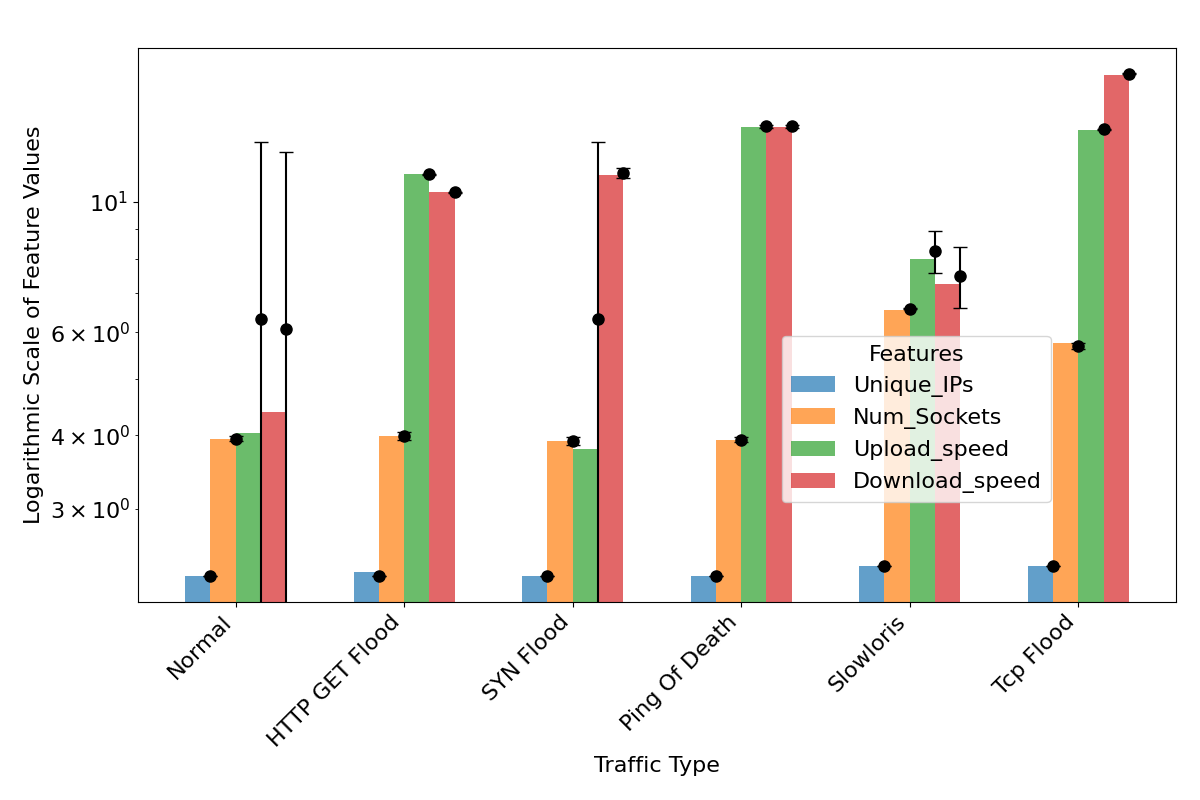 Logarithmic Scale of Feature Values
10¹
6 × 10⁰
4 × 10⁰
3 × 10⁰
Features
Unique_IPs
Num_Sockets
Upload_speed
Download_speed
Normal
HTTP GET Flood
SYN Flood
Ping Of Death
Slowloris
Tcp Flood
Traffic Type